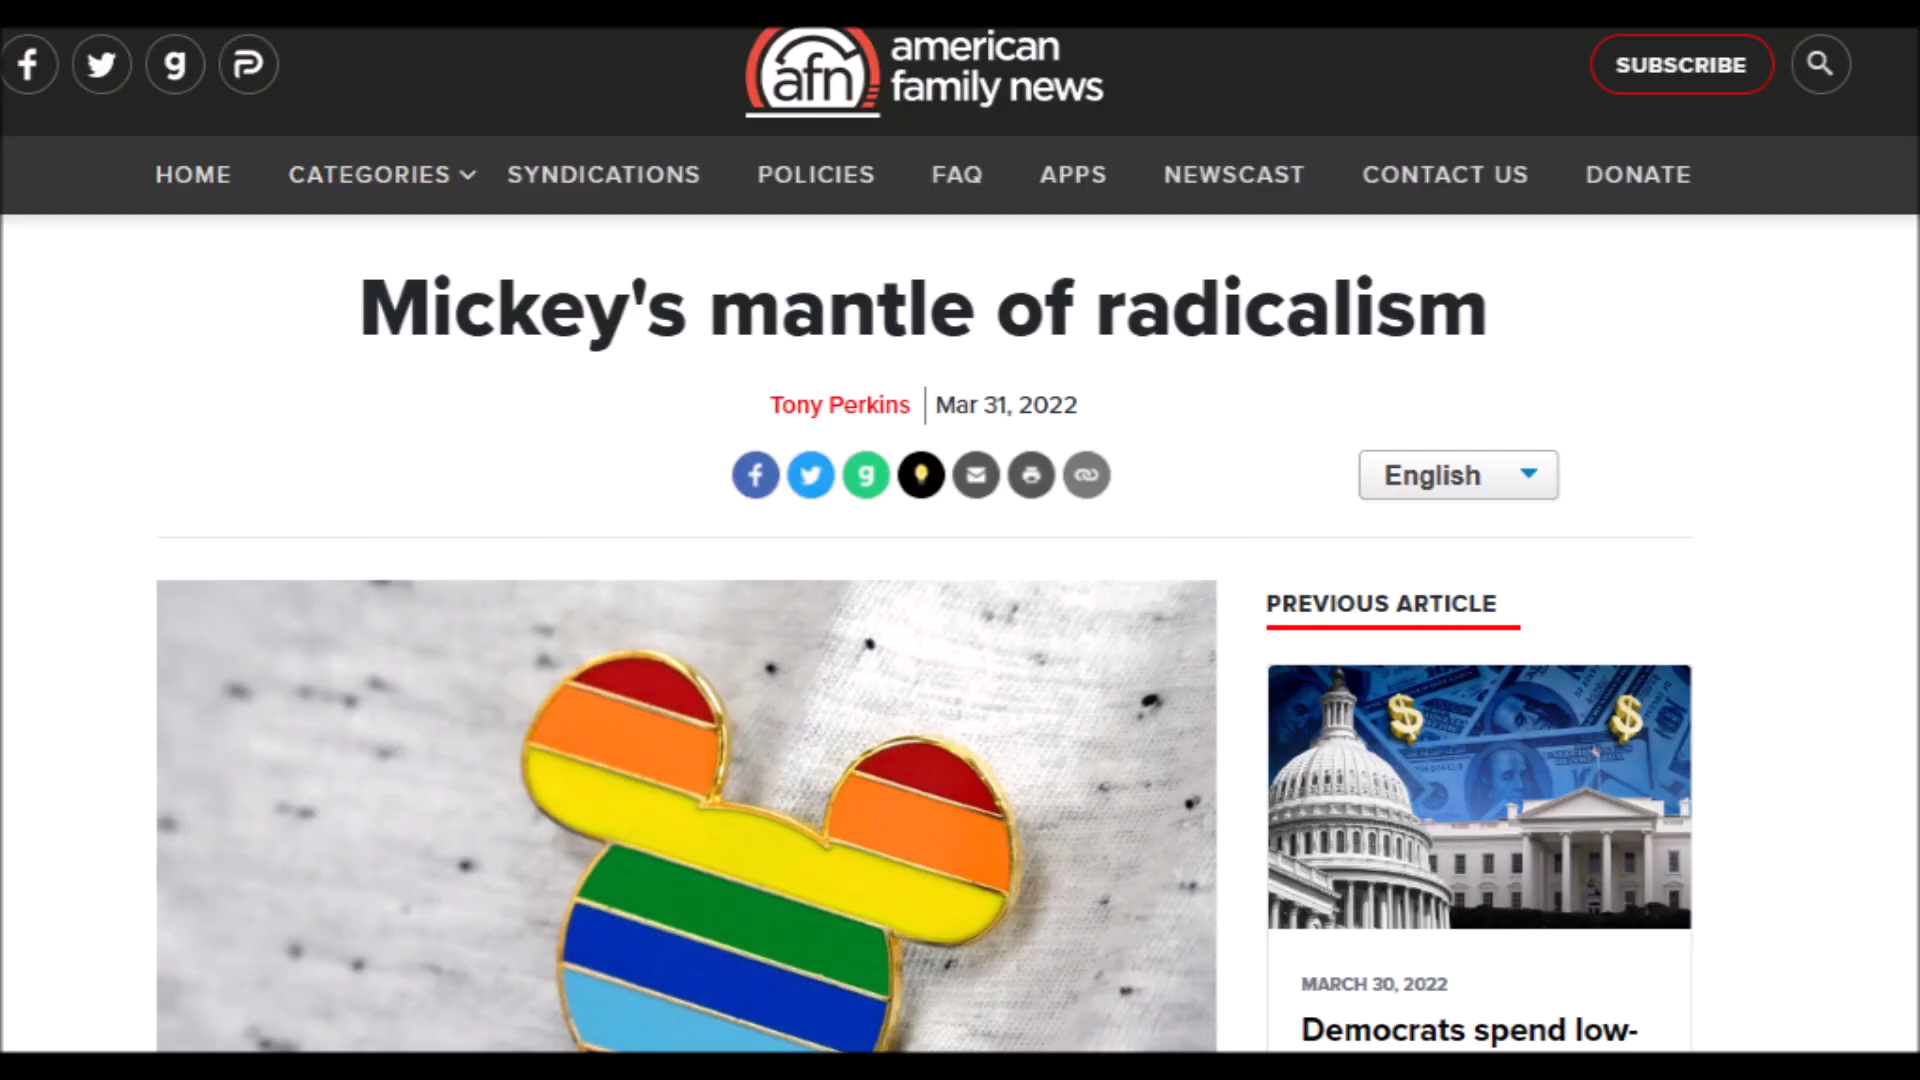 american
afn
family news
SUBSCRIBE
HOME CATEGORIES SYNDICATIONS POLICIES FAQ APPS NEWSCAST CONTACT US DONATE
Mickey's mantle of radicalism
Tony Perkins Mar 31, 2022
English
PREVIOUS ARTICLE
MARCH 30, 2022
Democrats spend low-